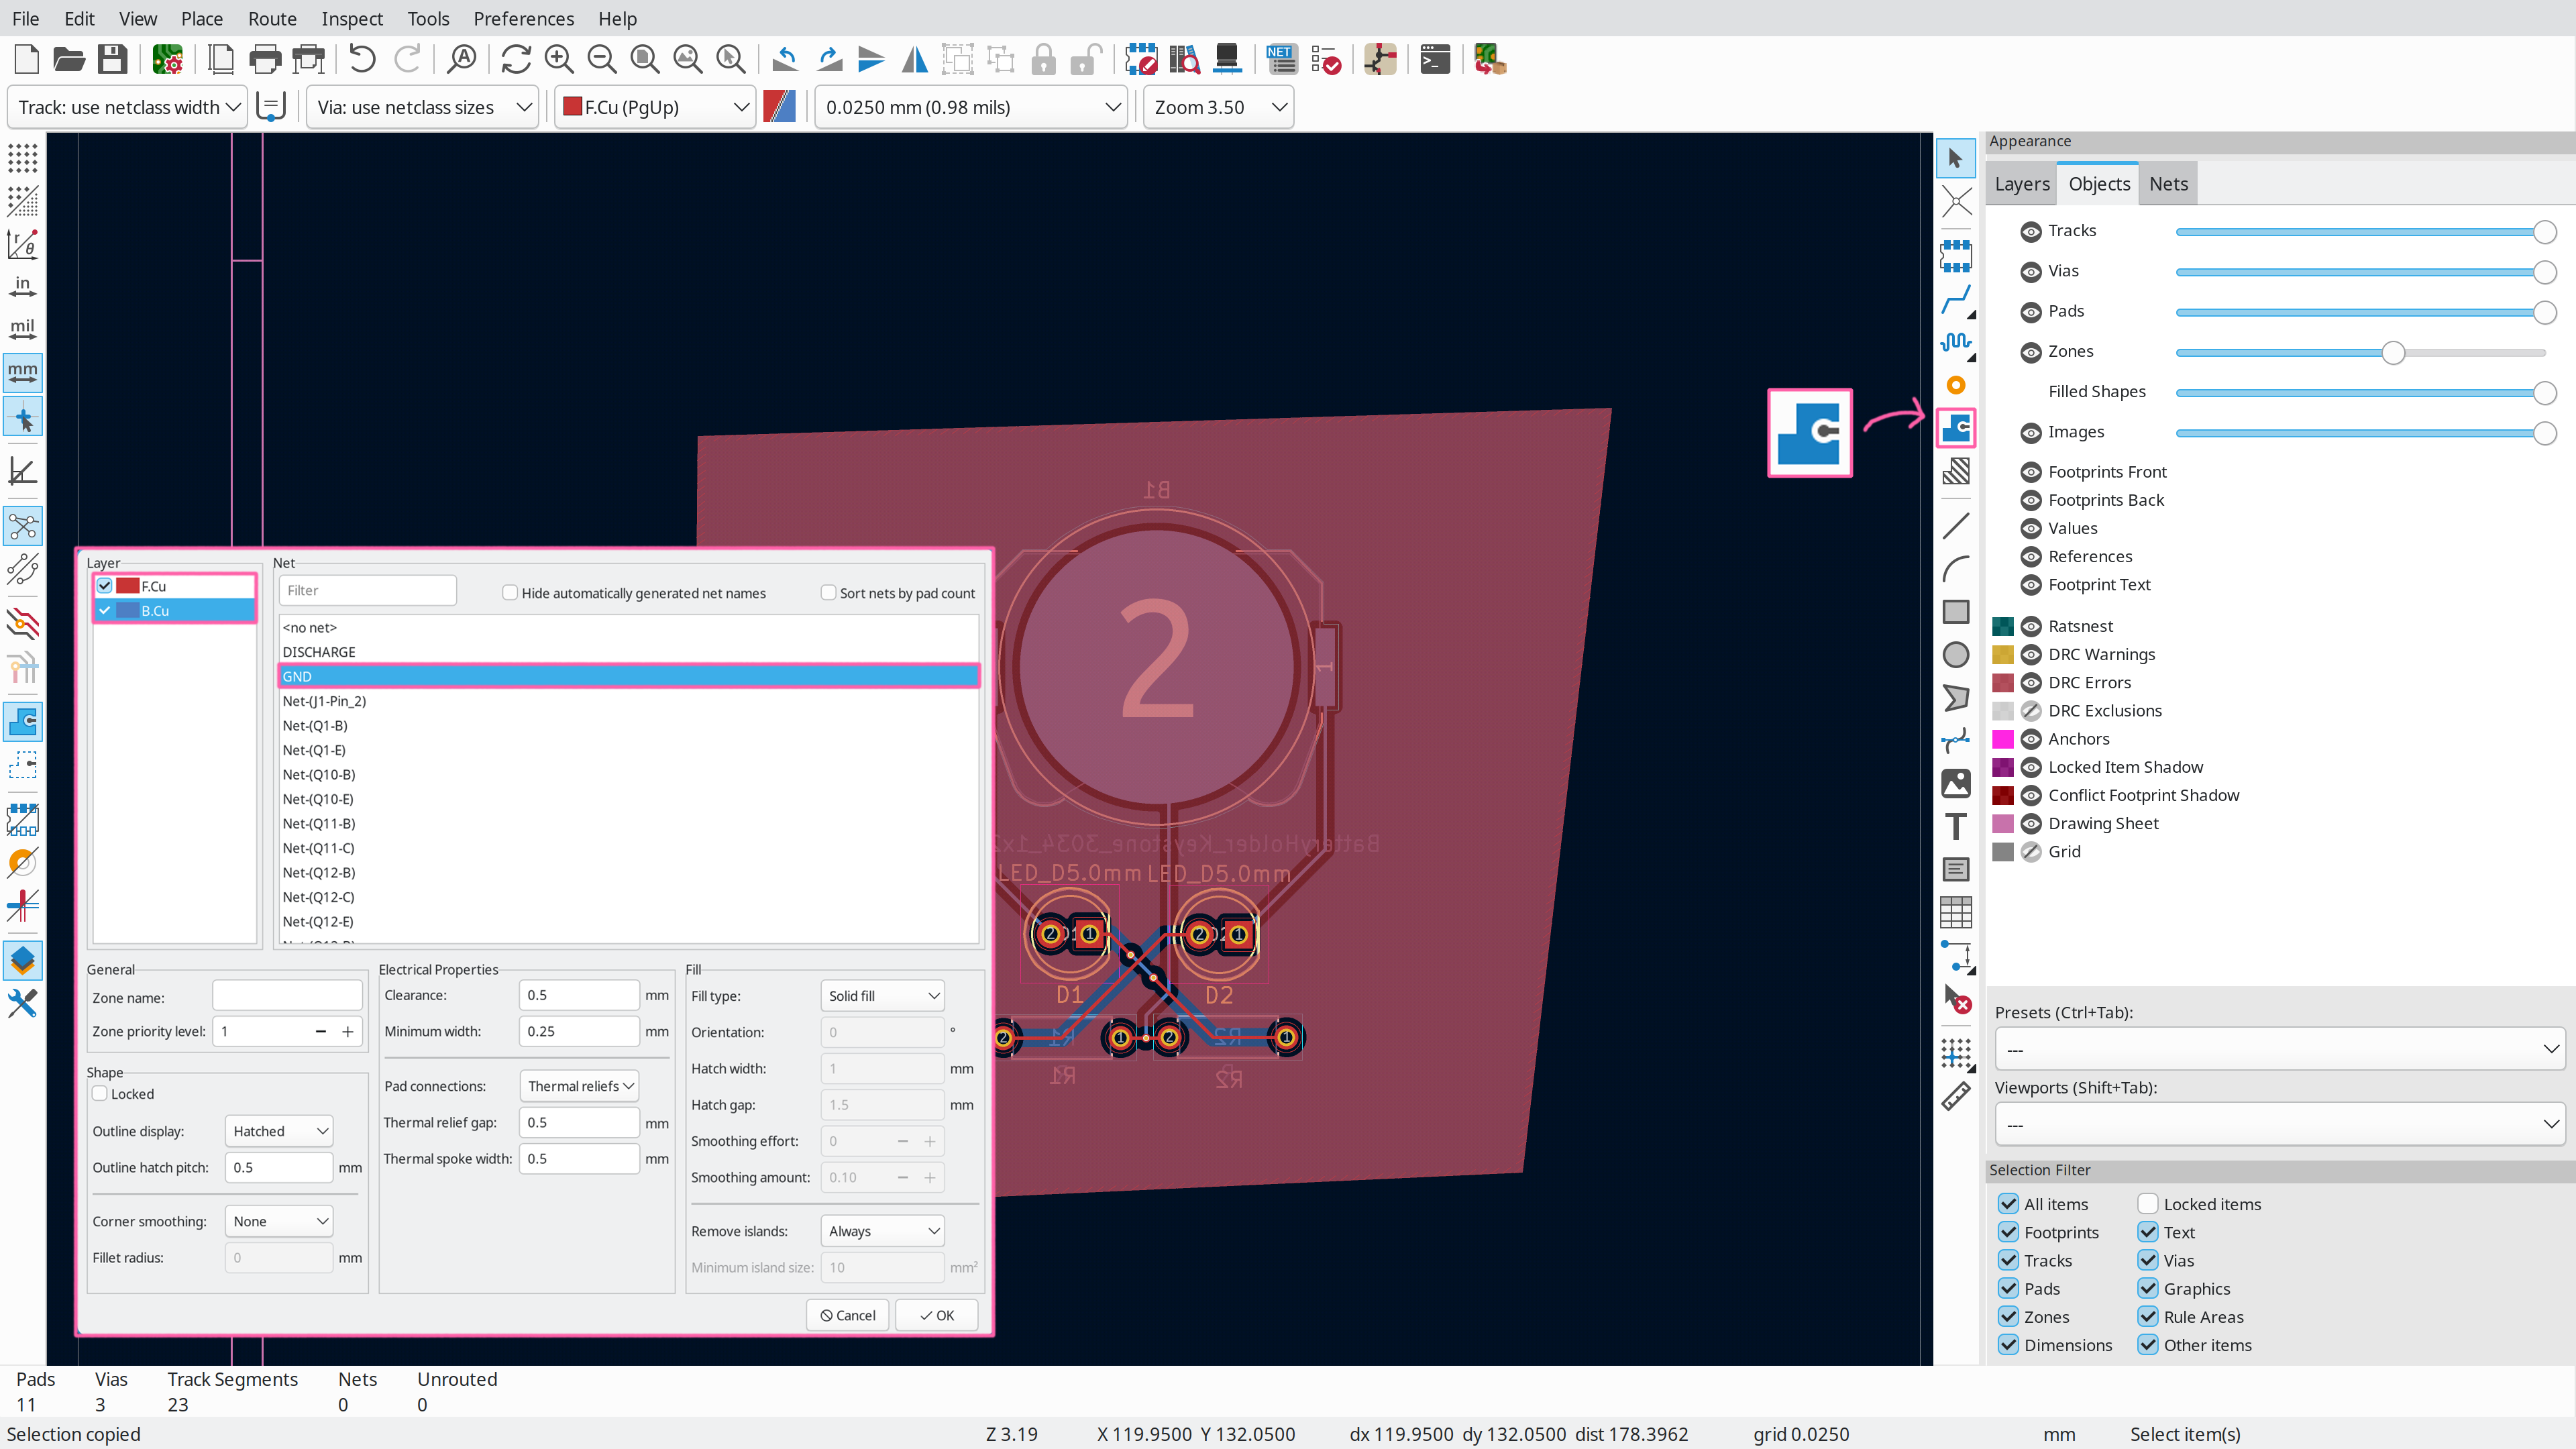 File Edit View Place Route Inspect Tools Preferences Help
Track: use netclass width Via: use netclass sizes F.Cu (PgUp) 0.0250 mm (0.98 mils) Zoom 3.50
NET
r θ
in
mil
mm
Appearance
Layers Objects Nets
Tracks
Vias
Pads
Zones
Filled Shapes
Images
Footprints Front
Footprints Back
Values
References
Footprint Text
Ratsnest
DRC Warnings
DRC Errors
DRC Exclusions
Anchors
Locked Item Shadow
Conflict Footprint Shadow
Drawing Sheet
Grid
Presets (Ctrl+Tab):
---
Viewports (Shift+Tab):
---
Selection Filter
All items Locked items
Footprints Text
Tracks Vias
Pads Graphics
Zones Rule Areas
Dimensions Other items
B1
2
1
BatteryHolder_Keystone_3034_1x2
LED_D5.0mm LED_D5.0mm
2 1 2 1
D1 D2
2 R1 1 2 R2 1
R1 R2
Layer
F.Cu
B.Cu
Net
Filter Hide automatically generated net names Sort nets by pad count
<no net>
DISCHARGE
GND
Net-(J1-Pin_2)
Net-(Q1-B)
Net-(Q1-E)
Net-(Q10-B)
Net-(Q10-E)
Net-(Q11-B)
Net-(Q11-C)
Net-(Q12-B)
Net-(Q12-C)
Net-(Q12-E)
General
Zone name:
Zone priority level: 1
Shape
Locked
Outline display: Hatched
Outline hatch pitch: 0.5 mm
Corner smoothing: None
Fillet radius: 0 mm
Electrical Properties
Clearance: 0.5 mm
Minimum width: 0.25 mm
Pad connections: Thermal reliefs
Thermal relief gap: 0.5 mm
Thermal spoke width: 0.5 mm
Fill
Fill type: Solid fill
Orientation: 0 °
Hatch width: 1 mm
Hatch gap: 1.5 mm
Smoothing effort: 0
Smoothing amount: 0.10
Remove islands: Always
Minimum island size: 10 mm²
Cancel OK
Pads Vias Track Segments Nets Unrouted
11 3 23 0 0
Selection copied Z 3.19 X 119.9500 Y 132.0500 dx 119.9500 dy 132.0500 dist 178.3962 grid 0.0250 mm Select item(s)